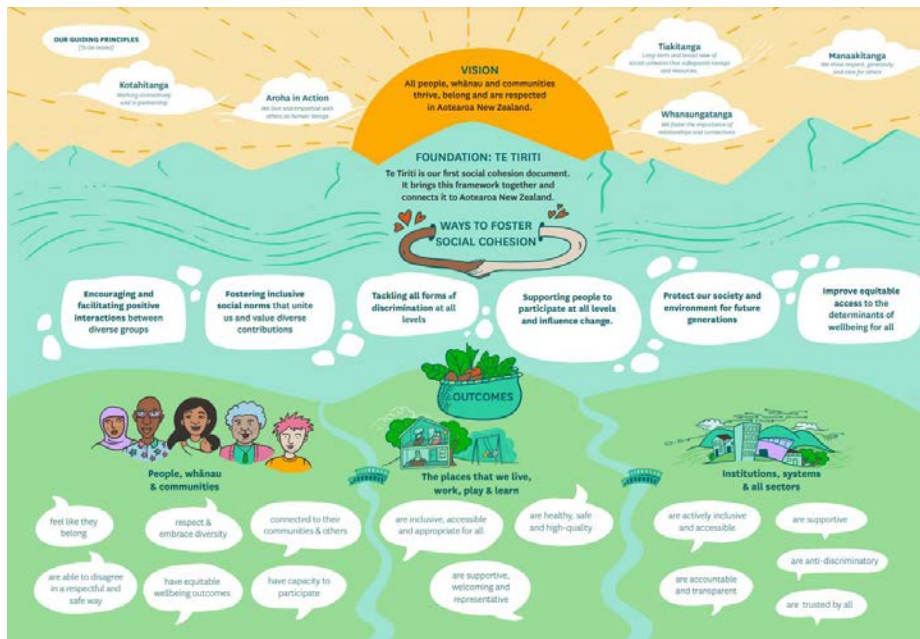 OUR GUIDING PRINCIPLES
(To be tested)
Kotahitanga
Working collectively
and in partnership
Aroha in Action
We love and empathise with
others as human beings
VISION
All people, whānau and communities
thrive, belong and are respected
in Aotearoa New Zealand.
Tiakitanga
Long-term and broad view of
social cohesion that safeguards
and resources.
Manaakitanga
We show respect, generosity
and care for others
Whanaungatanga
We foster the importance of
relationships and connections
FOUNDATION: TE TIRITI
Te Tiriti is our first social cohesion document.
It brings this framework together and
connects it to Aotearoa New Zealand.
WAYS TO FOSTER
SOCIAL COHESION
Encouraging and
facilitating positive
interactions between
diverse groups
Fostering inclusive
social norms that unite
us and value diverse
contributions
Tackling all forms of
discrimination at all
levels
Supporting people to
participate at all levels
and influence change.
Protect our society and
environment for future
generations
Improve equitable
access to the
determinants of
wellbeing for all
OUTCOMES
People, whānau
& communities
feel like they
belong
respect &
embrace diversity
connected to their
communities & others
are able to disagree
in a respectful and
safe way
have equitable
wellbeing outcomes
have capacity to
participate
The places that we live,
work, play & learn
are inclusive, accessible
and appropriate for all
are healthy, safe
and high-quality
are supportive,
welcoming and
representative
Institutions, systems
& all sectors
are actively inclusive
and accessible
are supportive
are anti-discriminatory
are accountable
and transparent
are trusted by all